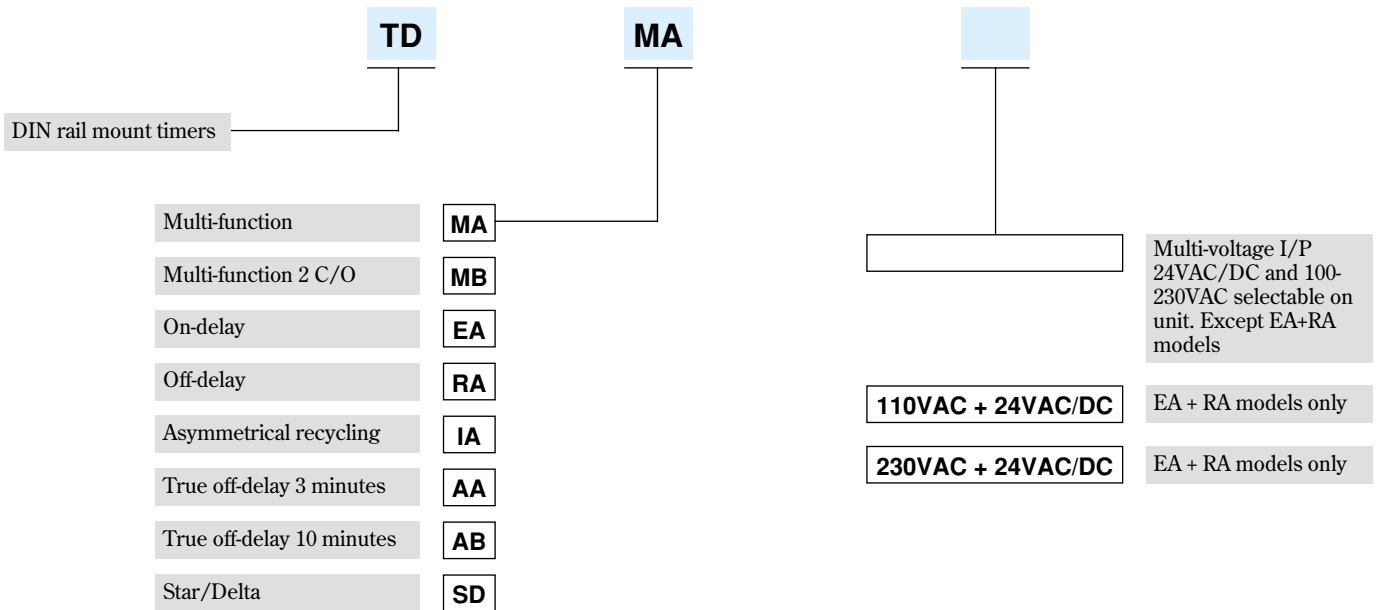 TD MA
DIN rail mount timers
Multi-function MA
Multi-function 2 C/O MB
On-delay EA
Off-delay RA
Asymmetrical recycling IA
True off-delay 3 minutes AA
True off-delay 10 minutes AB
Star/Delta SD
Multi-voltage I/P
24VAC/DC and 100-
230VAC selectable on
unit. Except EA+RA
models
110VAC + 24VAC/DC EA + RA models only
230VAC + 24VAC/DC EA + RA models only